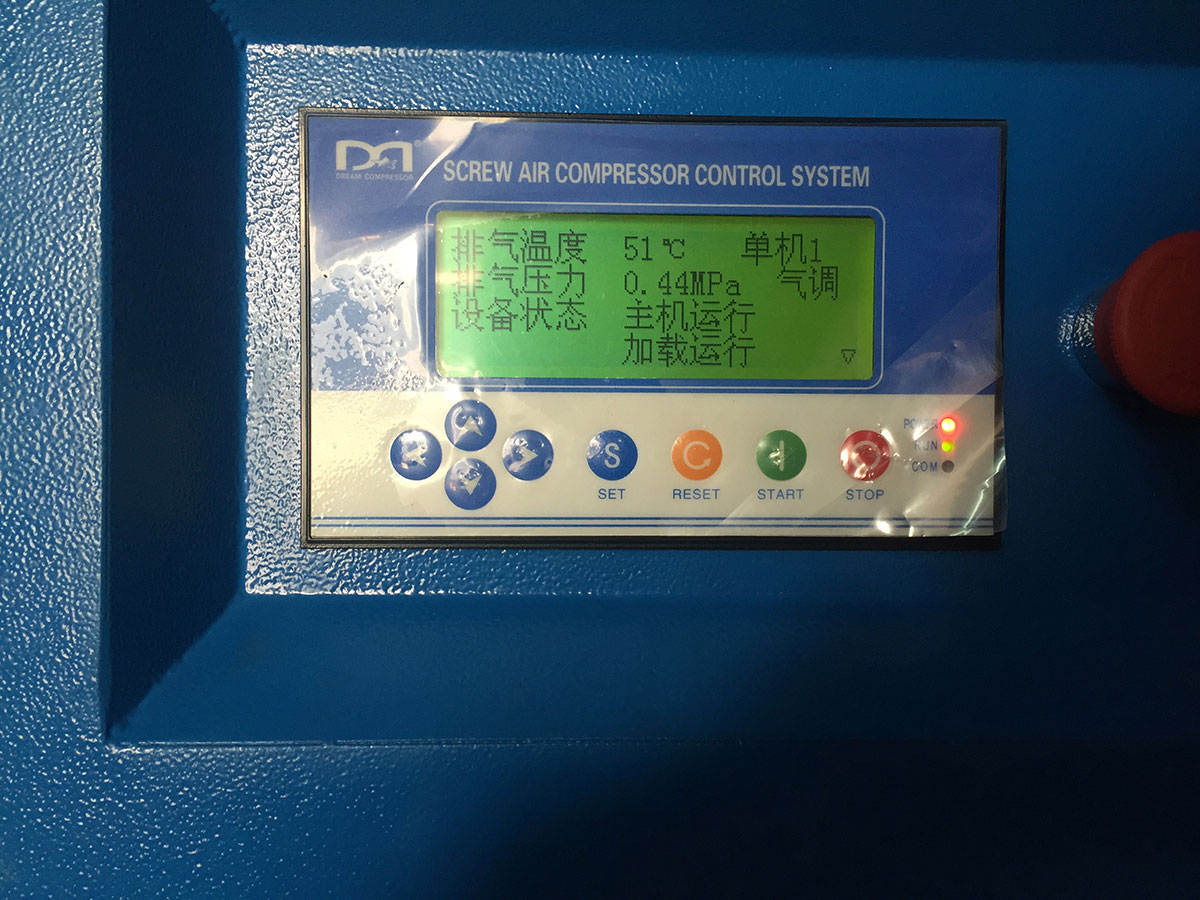 DREAM COMPRESSOR
SCREW AIR COMPRESSOR CONTROL SYSTEM
排气温度 51℃ 单机1
排气压力 0.44MPa 气调
设备状态 主机运行
加载运行
S
SET
RESET
START
STOP
POWER
RUN
COM